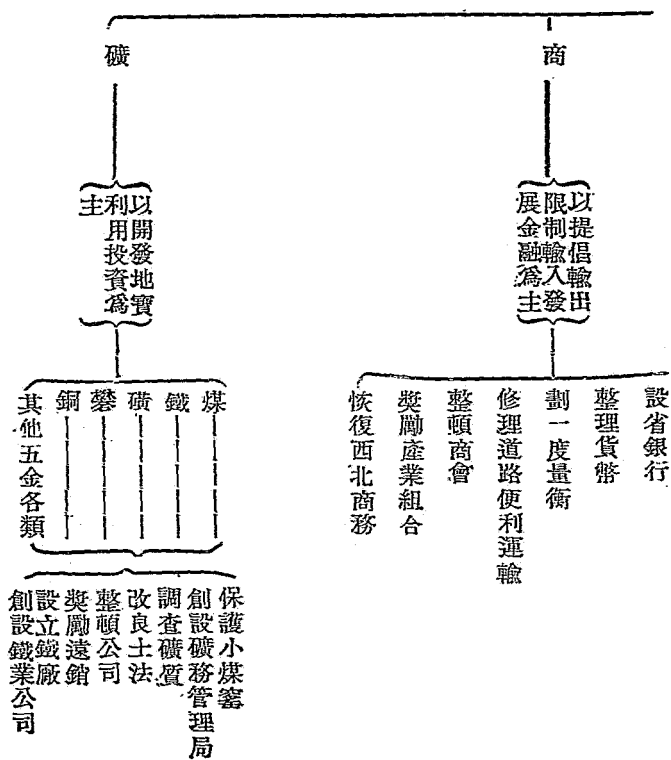 商
以提倡輸出
限制輸入發
展金融爲主
設省銀行
整理貨幣
劃一度量衡
修理道路便利運輸
整頓商會
奬勵產業組合
恢復西北商務
礦
以開發地寶
利用投資爲
主
煤
鐵
磺
礬
銅
其他五金各類
保護小煤窰
創設礦務管理局
調查礦質
改良土法
整頓公司
奬勵遠銷
設立鐵廠
創設鐵業公司